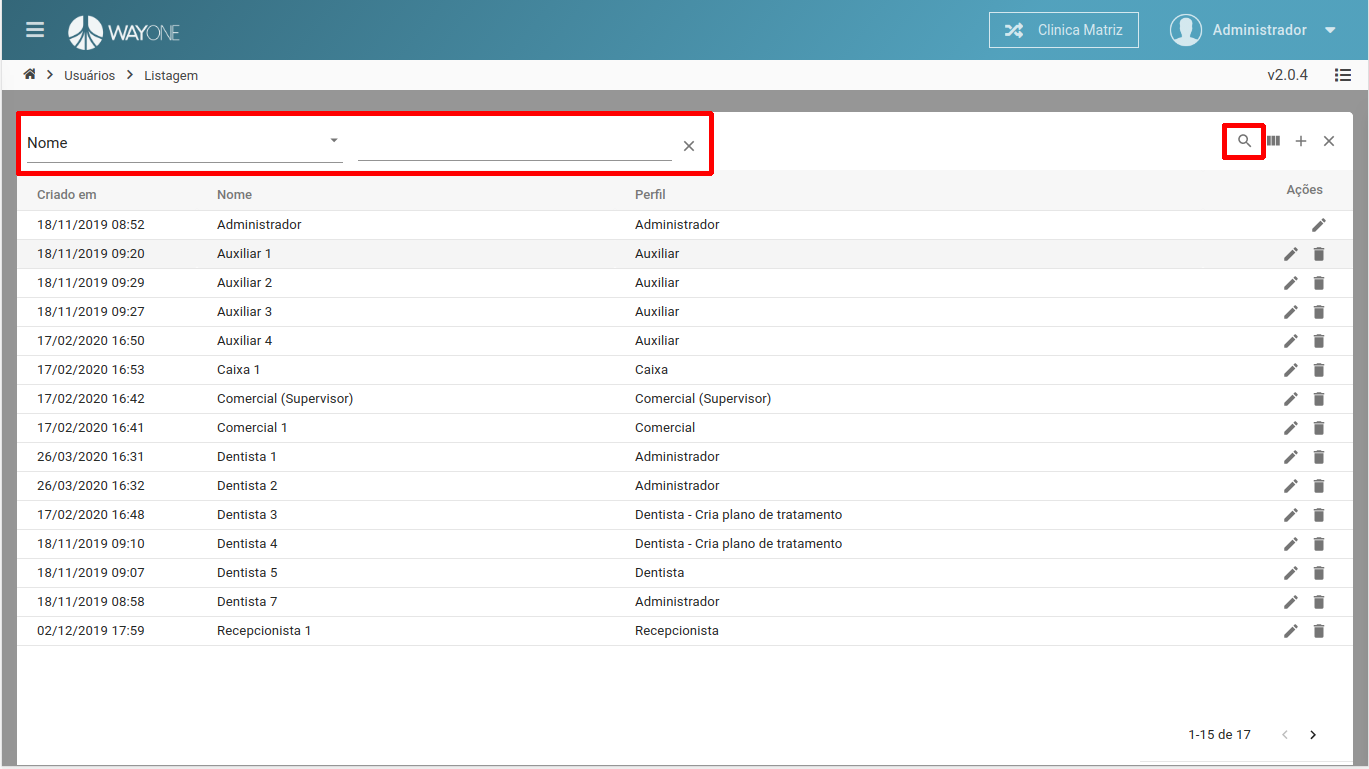 WAYONE Clinica Matriz Administrador
Usuários Listagem v2.0.4
Nome
Criado em Nome Perfil Ações
18/11/2019 08:52 Administrador Administrador
18/11/2019 09:20 Auxiliar 1 Auxiliar
18/11/2019 09:29 Auxiliar 2 Auxiliar
18/11/2019 09:27 Auxiliar 3 Auxiliar
17/02/2020 16:50 Auxiliar 4 Auxiliar
17/02/2020 16:53 Caixa 1 Caixa
17/02/2020 16:42 Comercial (Supervisor) Comercial (Supervisor)
17/02/2020 16:41 Comercial 1 Comercial
26/03/2020 16:31 Dentista 1 Administrador
26/03/2020 16:32 Dentista 2 Administrador
17/02/2020 16:48 Dentista 3 Dentista - Cria plano de tratamento
18/11/2019 09:10 Dentista 4 Dentista - Cria plano de tratamento
18/11/2019 09:07 Dentista 5 Dentista
18/11/2019 08:58 Dentista 7 Administrador
02/12/2019 17:59 Recepcionista 1 Recepcionista
1-15 de 17